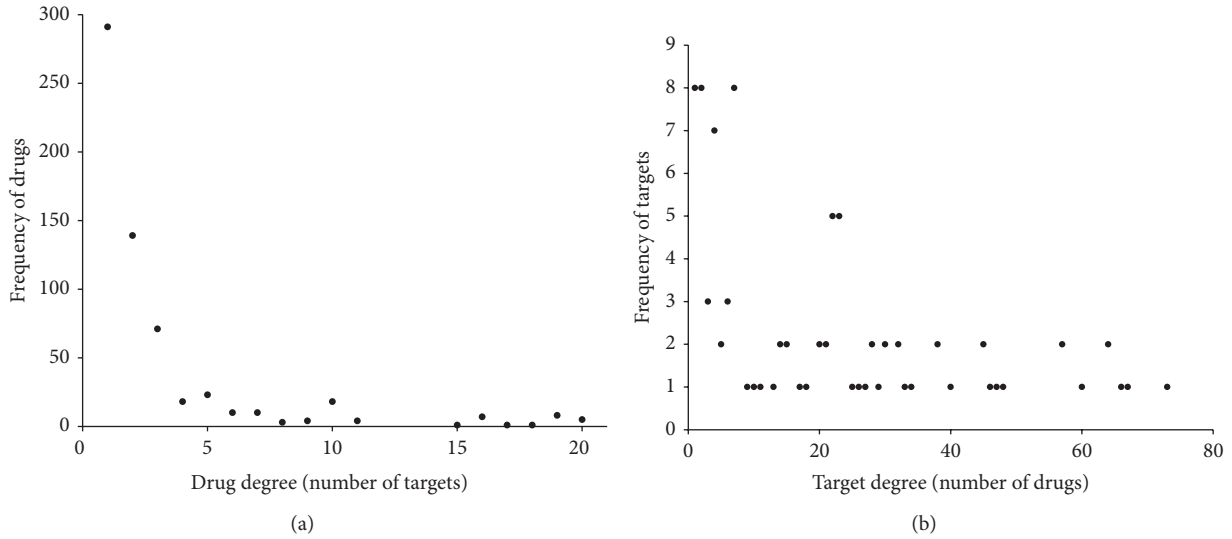 300
250
200
150
100
50
0
Frequency of drugs
0 5 10 15 20
Drug degree (number of targets)
(a)
9
8
7
6
5
4
3
2
1
0
Frequency of targets
0 20 40 60 80
Target degree (number of drugs)
(b)